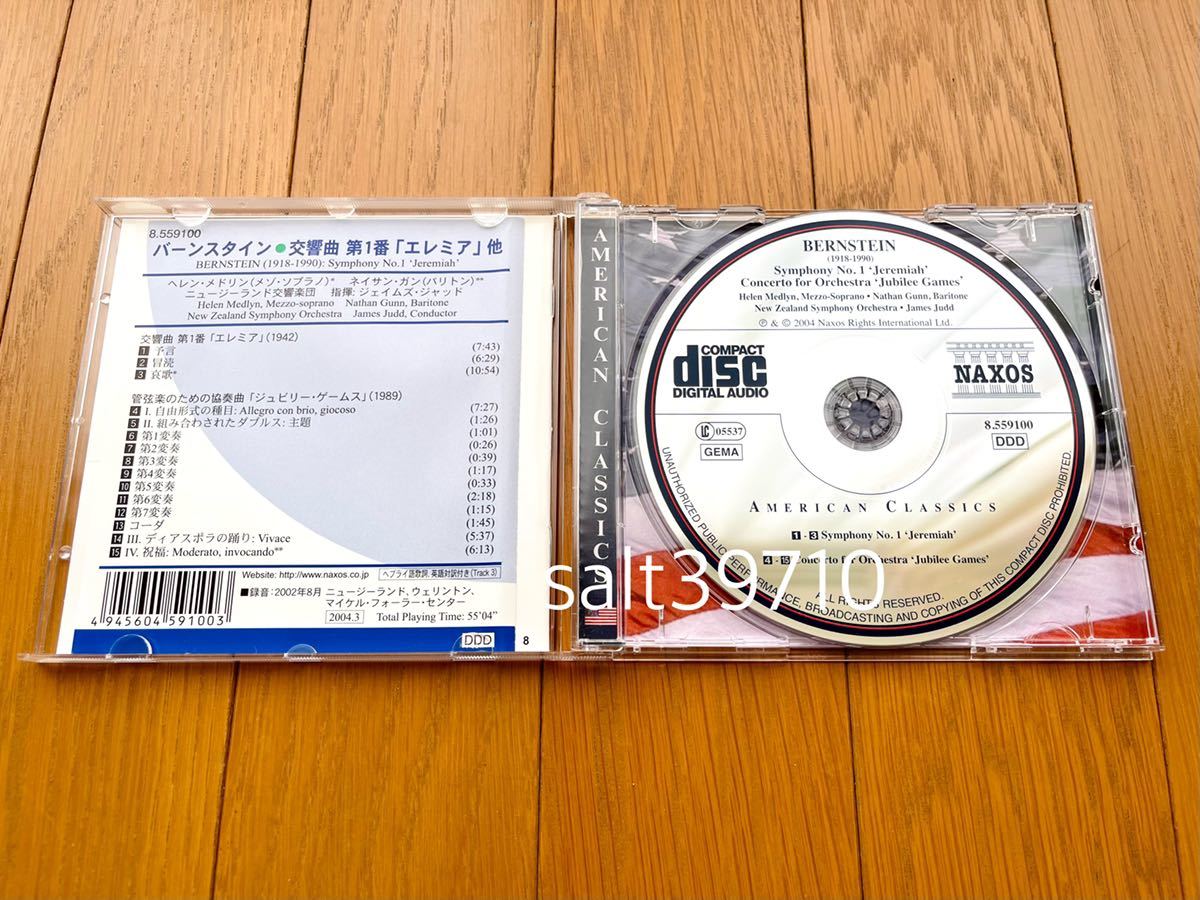 8.559100
バーンスタイン●交響曲 第1番「エレミア」他
BERNSTEIN (1918-1990): Symphony No.1 'Jeremiah'
ヘレン・メドリン(メゾ・ソプラノ)* ネイサン・ガン(バリトン)**
ニュージーランド交響楽団 指揮:ジェイムズ・ジャッド
Helen Medlyn, Mezzo-soprano Nathan Gunn, Baritone
New Zealand Symphony Orchestra James Judd, Conductor
交響曲 第1番「エレミア」(1942)
1 予言 (7:43)
2 冒涜 (6:29)
3 哀歌* (10:54)
管弦楽のための協奏曲「ジュビリー・ゲームス」(1989)
4 I. 自由形式の種目: Allegro con brio, giocoso (7:27)
5 II. 組み合わされたダブルス: 主題 (1:26)
6 第1変奏 (1:01)
7 第2変奏 (0:26)
8 第3変奏 (0:39)
9 第4変奏 (1:17)
10 第5変奏 (0:33)
11 第6変奏 (2:18)
12 第7変奏 (1:15)
13 コーダ (1:45)
14 III. ディアスポラの踊り: Vivace (5:37)
15 IV. 祝福: Moderato, invocando** (6:13)
Website: http://www.naxos.co.jp ヘブライ語歌詞、英語対訳付き(Track 3)
■録音:2002年8月 ニュージーランド、ウェリントン、
マイケル・フォーラー・センター
2004.3 Total Playing Time: 55'04"
4945604591003
DDD
8
AMERICAN CLASSICS
BERNSTEIN
(1918-1990)
Symphony No. 1 'Jeremiah'
Concerto for Orchestra 'Jubilee Games'
Helen Medlyn, Mezzo-Soprano • Nathan Gunn, Baritone
New Zealand Symphony Orchestra • James Judd
℗ & © 2004 Naxos Rights International Ltd.
COMPACT
disc
DIGITAL AUDIO
NAXOS
LC 05537
GEMA
8.559100
DDD
AMERICAN CLASSICS
1 - 3 Symphony No. 1 'Jeremiah'
4 - 15 Concerto for Orchestra 'Jubilee Games'
ALL RIGHTS RESERVED.
UNAUTHORIZED PUBLIC PERFORMANCE, BROADCASTING AND COPYING OF THIS COMPACT DISC PROHIBITED.
salt39710